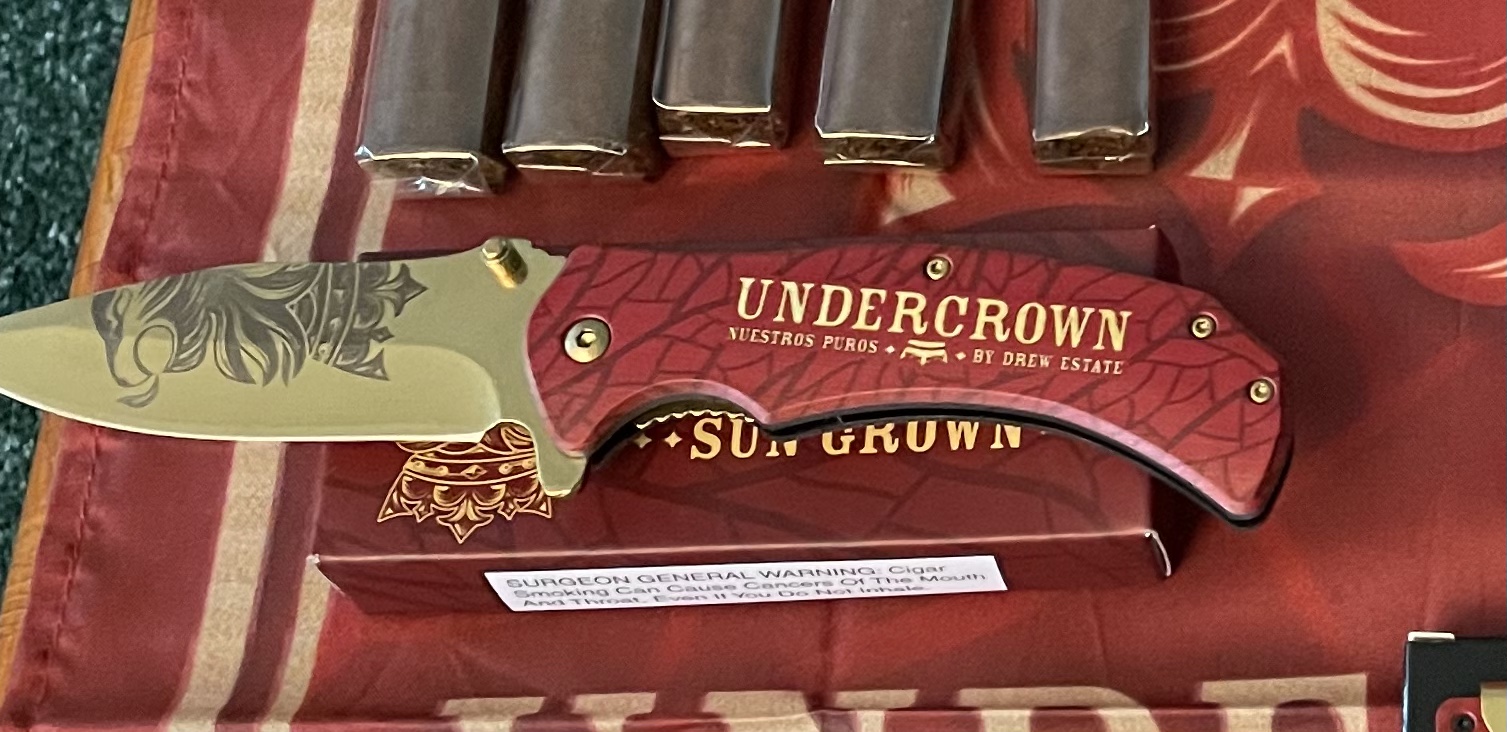 UNDERCROWN
NUESTROS PUROS BY DREW ESTATE
SUN GROWN
SURGEON GENERAL WARNING: Cigar
Smoking Can Cause Cancers Of The Mouth
And Throat, Even If You Do Not Inhale.